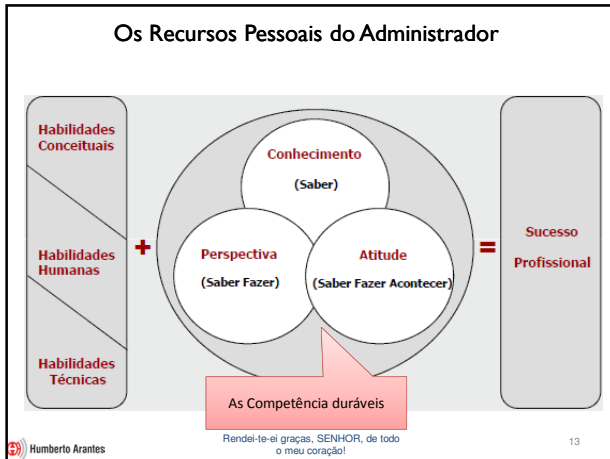 Os Recursos Pessoais do Administrador
Habilidades
Conceituais
Habilidades
Humanas
Habilidades
Técnicas
+
Conhecimento
(Saber)
Perspectiva
(Saber Fazer)
Atitude
(Saber Fazer Acontecer)
As Competência duráveis
=
Sucesso
Profissional
Humberto Arantes
Rendei-te-ei graças, SENHOR, de todo
o meu coração!
13